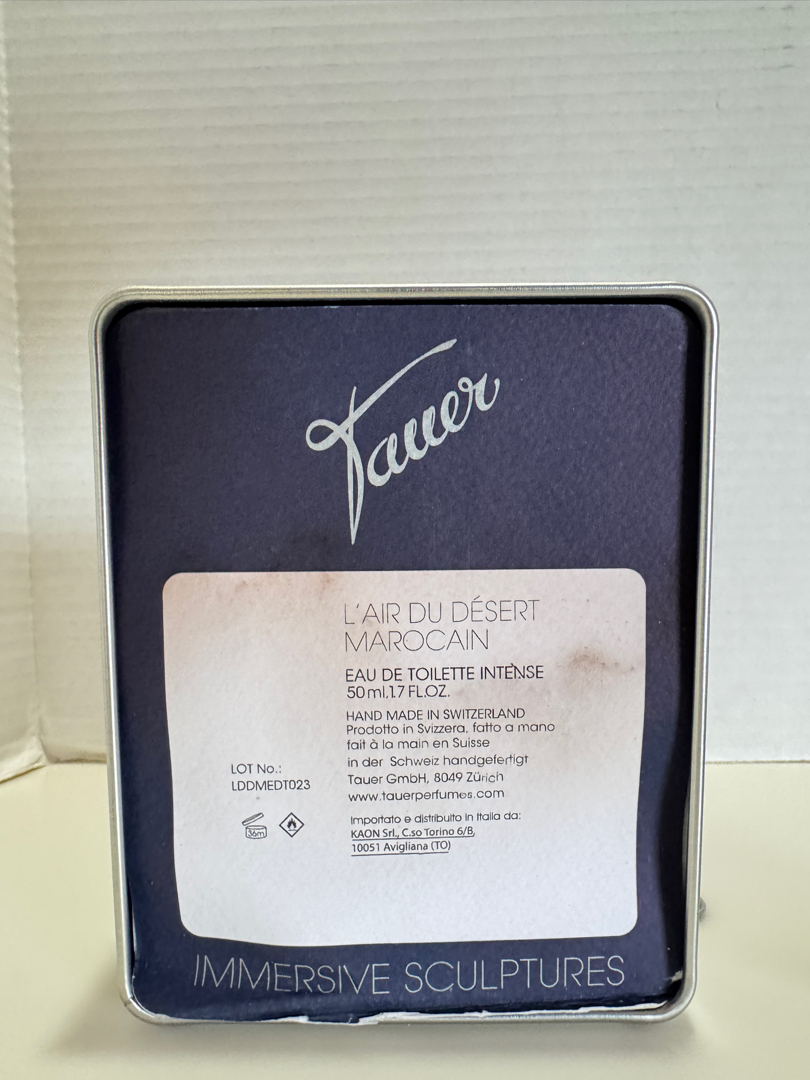 Tauer
L'AIR DU DÉSERT
MAROCAIN
EAU DE TOILETTE INTENSE
50 ml, 1.7 FL.OZ.
HAND MADE IN SWITZERLAND
Prodotto in Svizzera, fatto a mano
fait à la main en Suisse
in der Schweiz handgefertigt
Tauer GmbH, 8049 Zürich
www.tauerperfumes.com
LOT No.:
LDDMEDT023
36m
Importato e distribuito in Italia da:
KAON Srl., C.so Torino 6/B,
10051 Avigliana (TO)
IMMERSIVE SCULPTURES